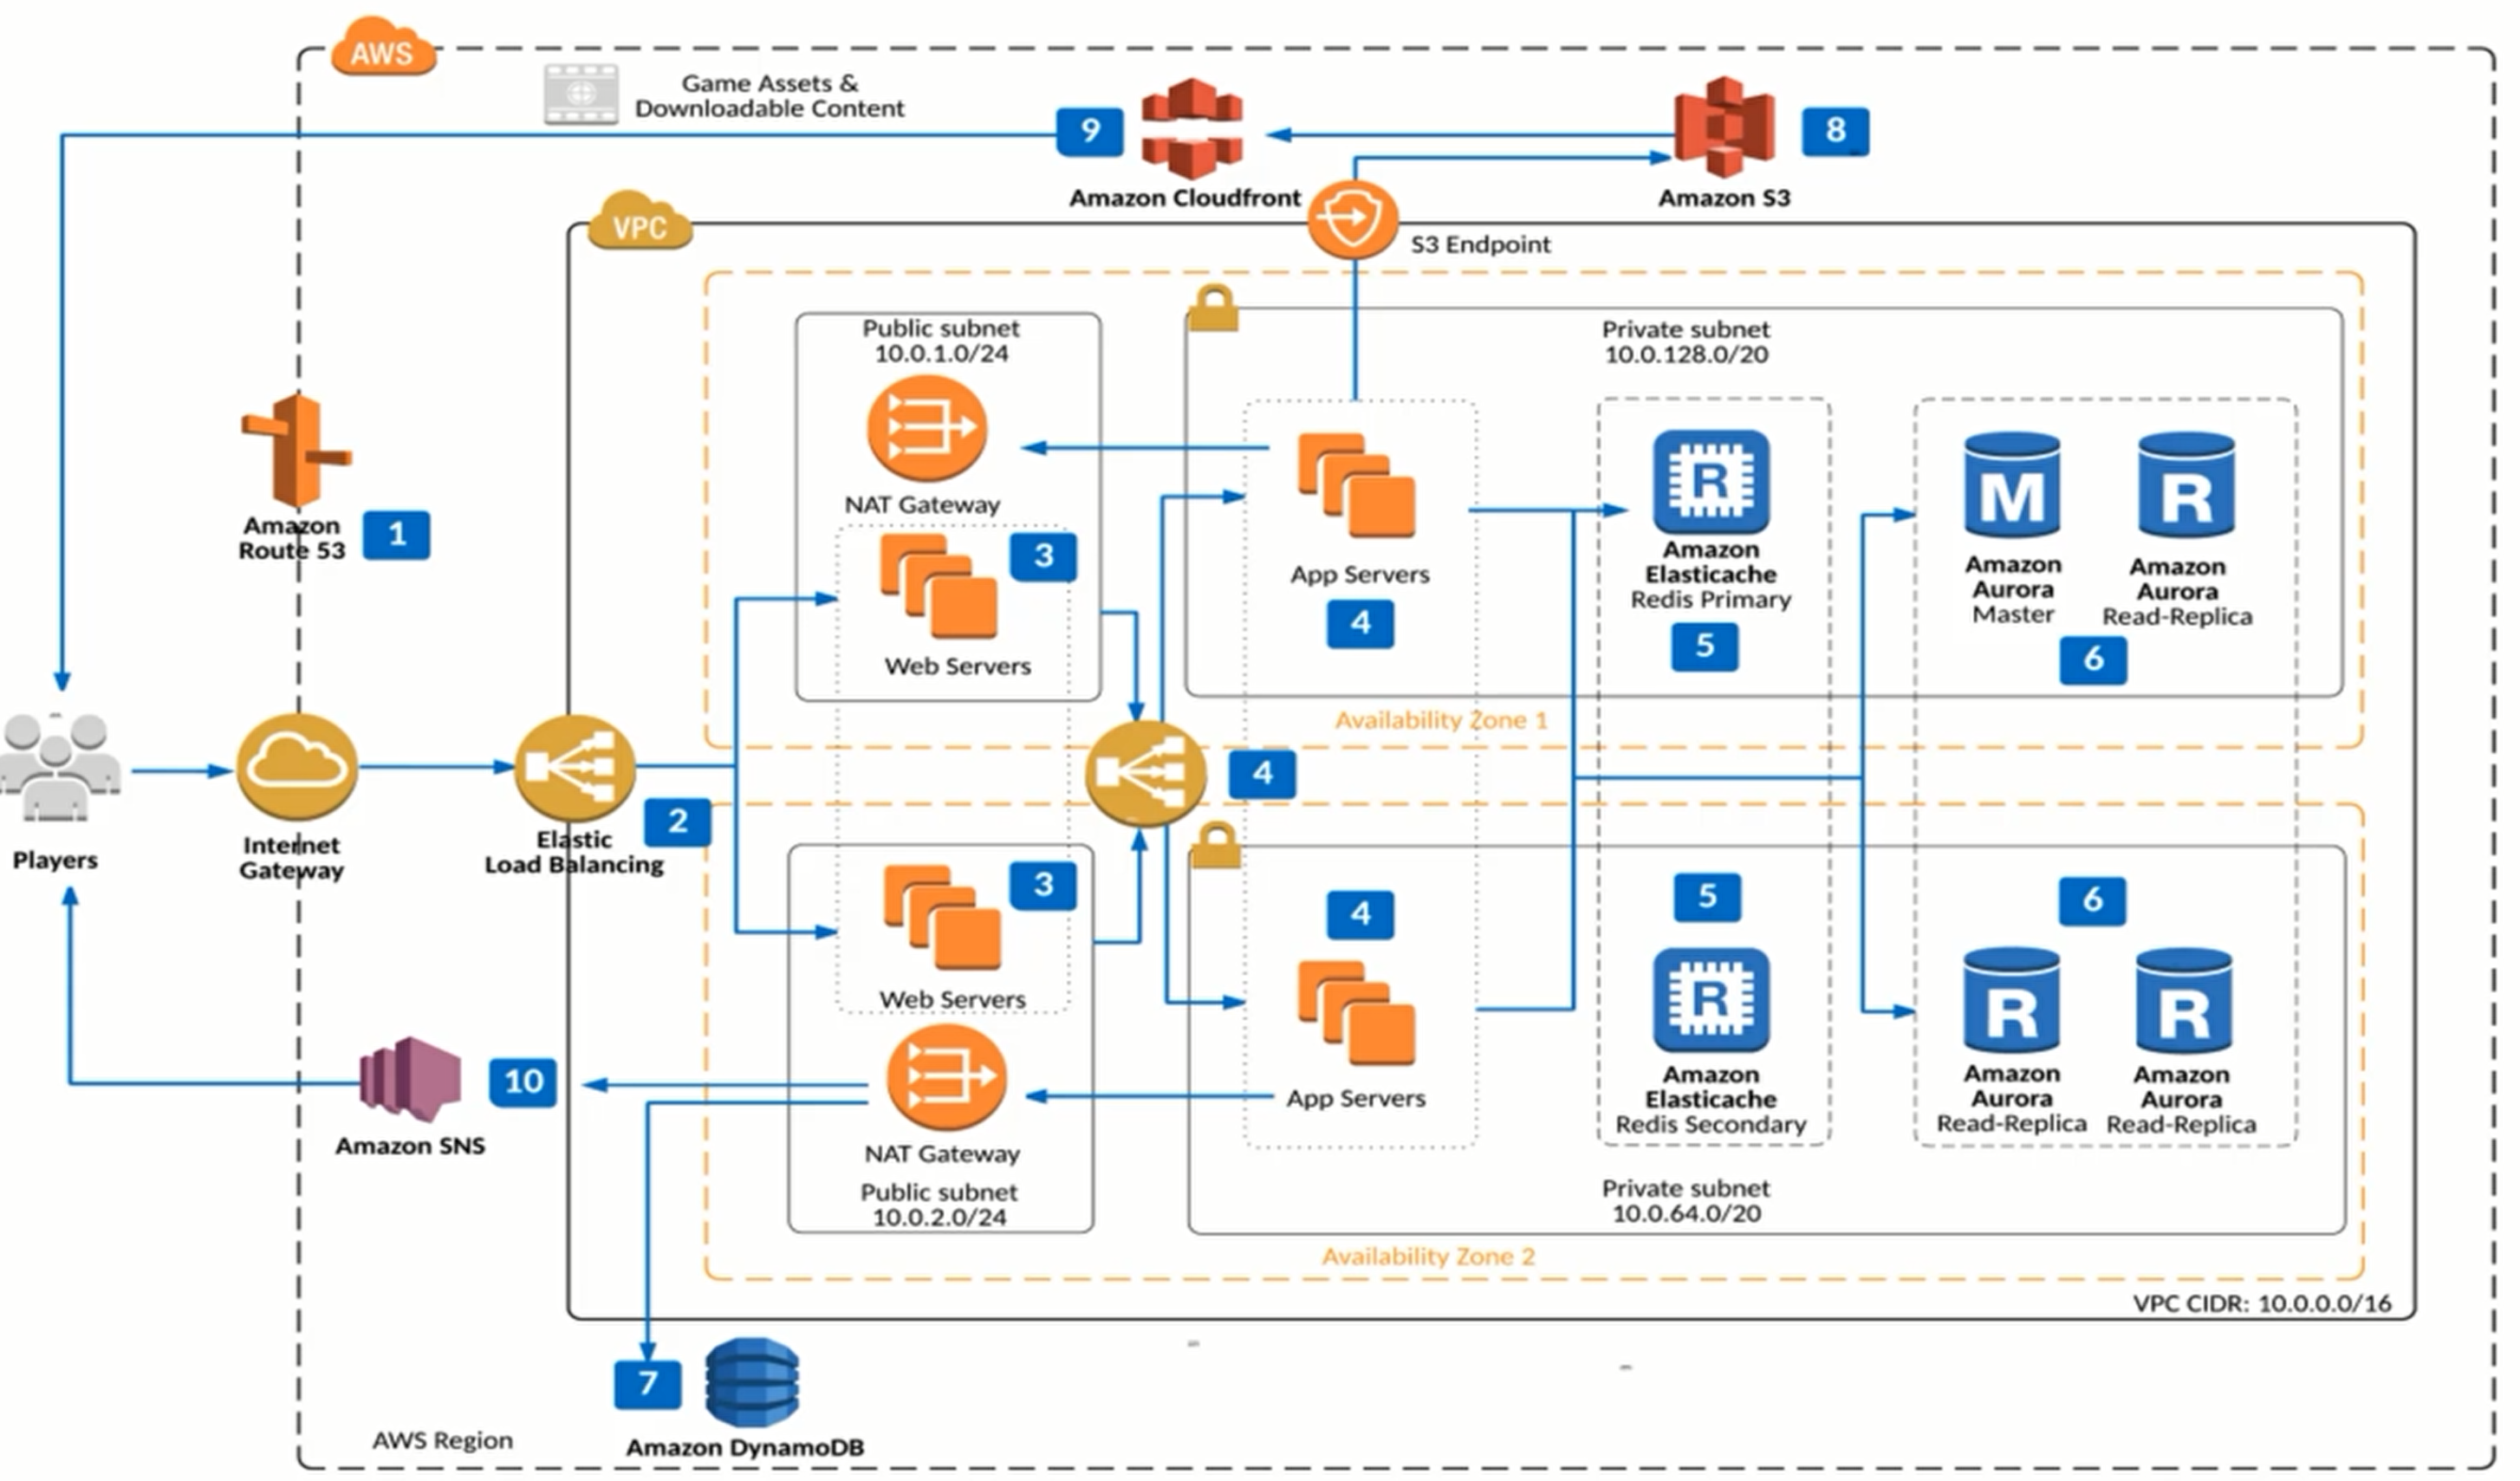 AWS
Game Assets &
Downloadable Content
9
8
Amazon Cloudfront
Amazon S3
VPC
S3 Endpoint
Public subnet
10.0.1.0/24
Private subnet
10.0.128.0/20
NAT Gateway
3
Web Servers
App Servers
4
R
Amazon
Elasticache
Redis Primary
5
M
Amazon
Aurora
Master
R
Amazon
Aurora
Read-Replica
6
Amazon
Route 53
1
Availability Zone 1
Players
Internet
Gateway
Elastic
Load Balancing
2
4
3
Web Servers
NAT Gateway
Public subnet
10.0.2.0/24
4
App Servers
5
R
Amazon
Elasticache
Redis Secondary
6
R
Amazon
Aurora
Read-Replica
R
Amazon
Aurora
Read-Replica
Private subnet
10.0.64.0/20
Availability Zone 2
10
Amazon SNS
VPC CIDR: 10.0.0.0/16
7
Amazon DynamoDB
AWS Region